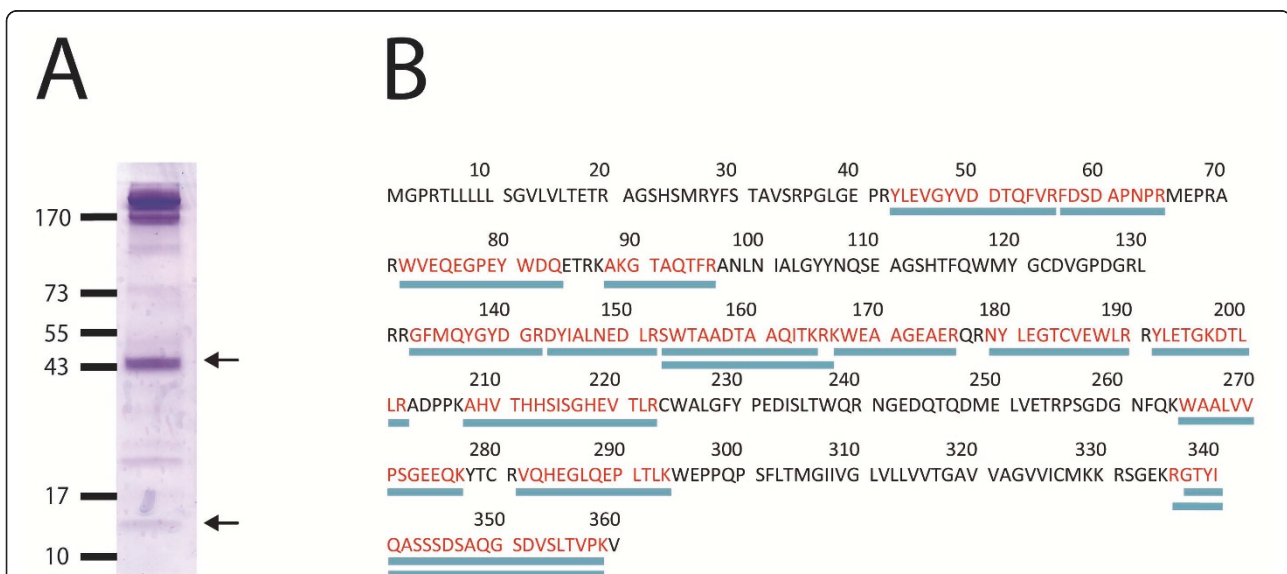 A
170
73
55
43
17
10
B
10 20 30 40 50 60 70
MGPRTLLLLL SGVLVLTETR AGSHSMRYFS TAVSRPGLGE PRYLEVGYVD DTQFVRFDSD APNPRMEPRA
80 90 100 110 120 130
RWVEQEGPEY WDQETRKAKG TAQTFRANLN IALGYYNQSE AGSHTFQWMY GCDVGPDGRL
140 150 160 170 180 190 200
RRGFMQYGYD GRDYIALNED LRSWTAADTA AQITKRKWEA AGEAERQRNY LEGTCVEWLR RYLETGKDTL
210 220 230 240 250 260 270
LRADPPKAHV THHSISGHEV TLRCWALGFY PEDISLTWQR NGEDQTQDME LVETRPSGDG NFQKWAALVV
280 290 300 310 320 330 340
PSGEEQKYTC RVQHEGLQEP LTLKWEPPQP SFLTMGIIVG LVLLVVTGAV VAGVVICMKK RSGEKRGTYI
350 360
QASSSDSAQG SDVSLTVPKV